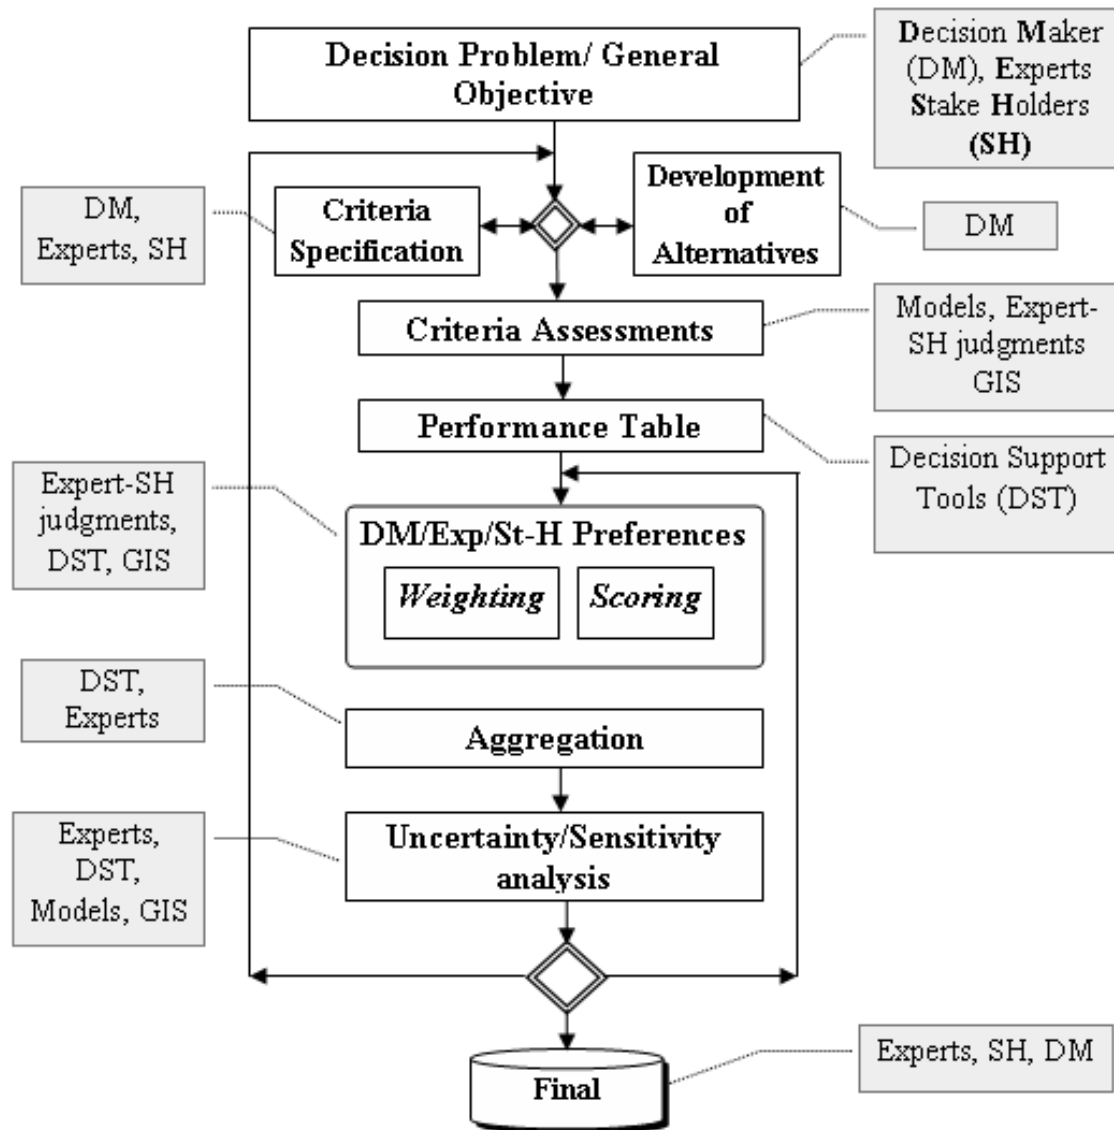 Decision Problem/ General
Objective
Decision Maker
(DM), Experts
Stake Holders
(SH)
DM,
Experts, SH
Criteria
Specification
Development
of
Alternatives
DM
Criteria Assessments
Models, Expert-
SH judgments
GIS
Performance Table
Decision Support
Tools (DST)
Expert-SH
judgments,
DST, GIS
DM/Exp/St-H Preferences
Weighting
Scoring
DST,
Experts
Aggregation
Experts,
DST,
Models, GIS
Uncertainty/Sensitivity
analysis
Experts, SH, DM
Final